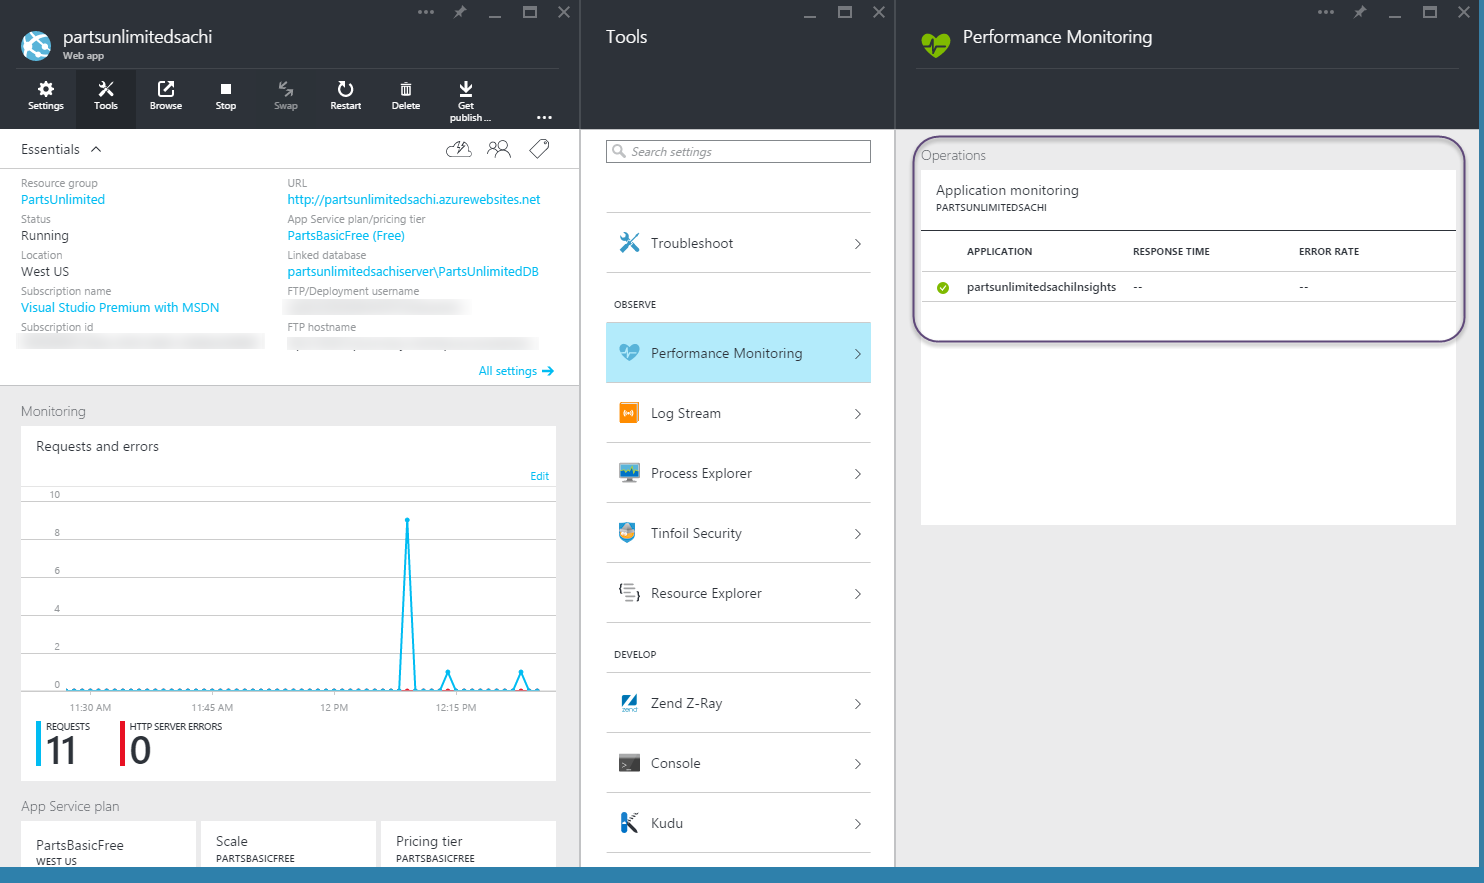 partsunlimitedsachi
Web app
Settings
Tools
Browse
Stop
Swap
Restart
Delete
Get
publish ...
Essentials
Resource group
PartsUnlimited
Status
Running
Location
West US
Subscription name
Visual Studio Premium with MSDN
Subscription id
URL
http://partsunlimitedsachi.azurewebsites.net
App Service plan/pricing tier
PartsBasicFree (Free)
Linked database
partsunlimitedsachiserver\PartsUnlimitedDB
FTP/Deployment username
FTP hostname
All settings
Monitoring
Requests and errors
Edit
10
8
6
4
2
0
11:30 AM
11:45 AM
12 PM
12:15 PM
REQUESTS
11
HTTP SERVER ERRORS
0
App Service plan
PartsBasicFree
WEST US
Scale
PARTSBASICFREE
Pricing tier
PARTSBASICFREE
Tools
Search settings
Troubleshoot
OBSERVE
Performance Monitoring
Log Stream
Process Explorer
Tinfoil Security
Resource Explorer
DEVELOP
zend
Zend Z-Ray
Console
Kudu
Performance Monitoring
Operations
Application monitoring
PARTSUNLIMITEDSACHI
APPLICATION RESPONSE TIME ERROR RATE
partsunlimitedsachiInsights -- --